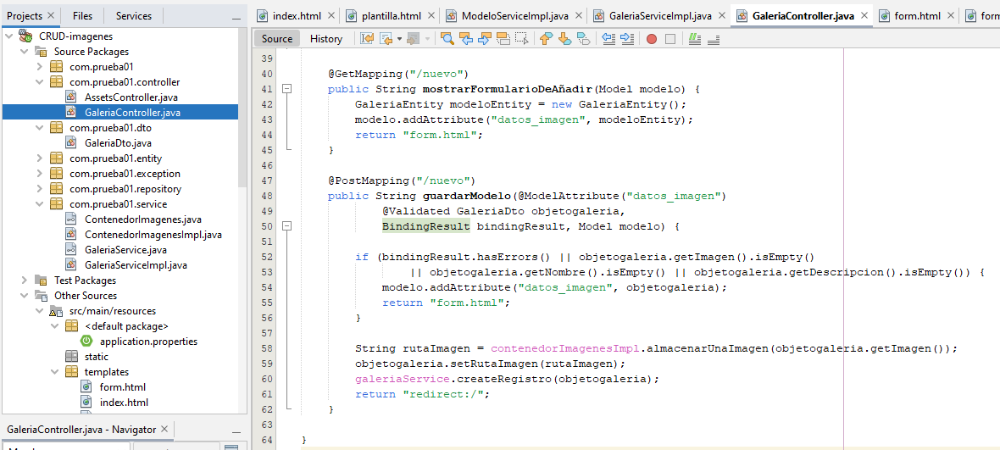 Projects Files Services
CRUD-imagenes
Source Packages
com.prueba01
com.prueba01.controller
AssetsController.java
GaleriaController.java
com.prueba01.dto
GaleriaDto.java
com.prueba01.entity
com.prueba01.exception
com.prueba01.repository
com.prueba01.service
ContenedorImagenes.java
ContenedorImagenesImpl.java
GaleriaService.java
GaleriaServiceImpl.java
Test Packages
Other Sources
src/main/resources
<default package>
application.properties
static
templates
form.html
index.html
GaleriaController.java - Navigator
index.html plantilla.html ModeloServiceImpl.java GaleriaServiceImpl.java GaleriaController.java form.html form
Source History
39
40 @GetMapping("/nuevo")
41 public String mostrarFormularioDeAñadir(Model modelo) {
42 GaleriaEntity modeloEntity = new GaleriaEntity();
43 modelo.addAttribute("datos_imagen", modeloEntity);
44 return "form.html";
45 }
46
47 @PostMapping("/nuevo")
48 public String guardarModelo(@ModelAttribute("datos_imagen")
49 @Validated GaleriaDto objetogaleria,
50 BindingResult bindingResult, Model modelo) {
51
52 if (bindingResult.hasErrors() || objetogaleria.getImagen().isEmpty()
53 || objetogaleria.getNombre().isEmpty() || objetogaleria.getDescripcion().isEmpty()) {
54 modelo.addAttribute("datos_imagen", objetogaleria);
55 return "form.html";
56 }
57
58 String rutaImagen = contenedorImagenesImpl.almacenarUnaImagen(objetogaleria.getImagen());
59 objetogaleria.setRutaImagen(rutaImagen);
60 galeriaService.createRegistro(objetogaleria);
61 return "redirect:/";
62 }
63
64 }